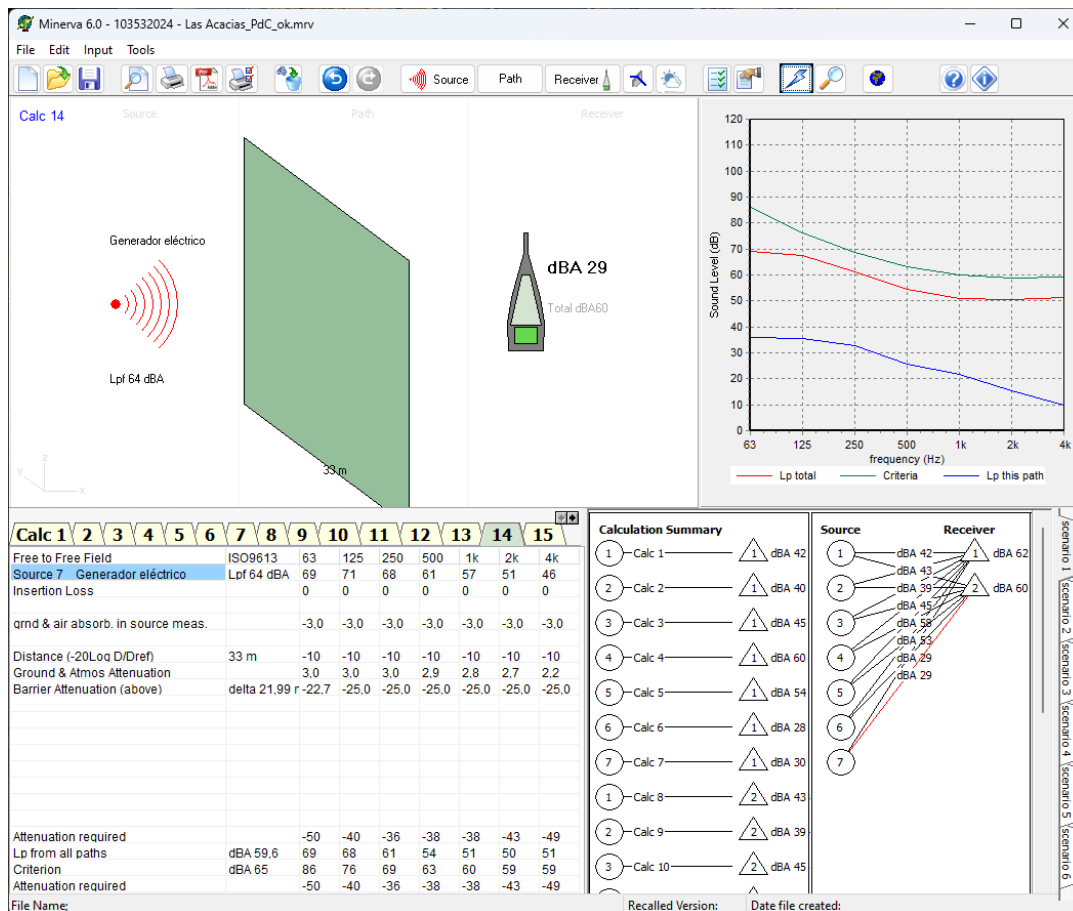 Minerva 6.0 - 103532024 - Las Acacias_PdC_ok.mrv
File Edit Input Tools
Source Path Receiver
Calc 14 Source Path Receiver
Generador eléctrico
Lpf 64 dBA
33 m
dBA 29
Total dBA60
z
y
x
Sound Level (dB)
120
110
100
90
80
70
60
50
40
30
20
10
0
63 125 250 500 1k 2k 4k
frequency (Hz)
Lp total Criteria Lp this path
Calc 1 2 3 4 5 6 7 8 9 10 11 12 13 14 15
Free to Free Field ISO9613 63 125 250 500 1k 2k 4k
Source 7 Generador eléctrico Lpf 64 dBA 69 71 68 61 57 51 46
Insertion Loss 0 0 0 0 0 0 0
grnd & air absorb. in source meas. -3,0 -3,0 -3,0 -3,0 -3,0 -3,0 -3,0
Distance (-20Log D/Dref) 33 m -10 -10 -10 -10 -10 -10 -10
Ground & Atmos Attenuation 3,0 3,0 3,0 2,9 2,8 2,7 2,2
Barrier Attenuation (above) delta 21,99 r -22,7 -25,0 -25,0 -25,0 -25,0 -25,0 -25,0
Attenuation required -50 -40 -36 -38 -38 -43 -49
Lp from all paths dBA 59,6 69 68 61 54 51 50 51
Criterion dBA 65 86 76 69 63 60 59 59
Attenuation required -50 -40 -36 -38 -38 -43 -49
Calculation Summary
1 Calc 1 1 dBA 42
2 Calc 2 1 dBA 40
3 Calc 3 1 dBA 45
4 Calc 4 1 dBA 60
5 Calc 5 1 dBA 54
6 Calc 6 1 dBA 28
7 Calc 7 1 dBA 30
1 Calc 8 2 dBA 43
2 Calc 9 2 dBA 39
3 Calc 10 2 dBA 45
Source Receiver
1 dBA 42 1 dBA 62
dBA 43
2 dBA 39 2 dBA 60
dBA 45
3 dBA 58
dBA 53
4 dBA 29
dBA 29
5
6
7
scenario 1
scenario 2
scenario 3
scenario 4
scenario 5
scenario 6
File Name; Recalled Version: Date file created: